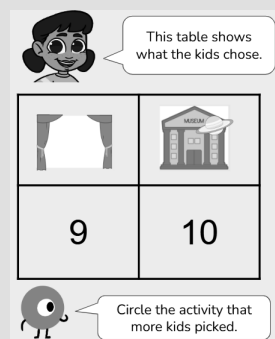 This table shows
what the kids chose.
MUSEUM
9 10
Circle the activity that
more kids picked.